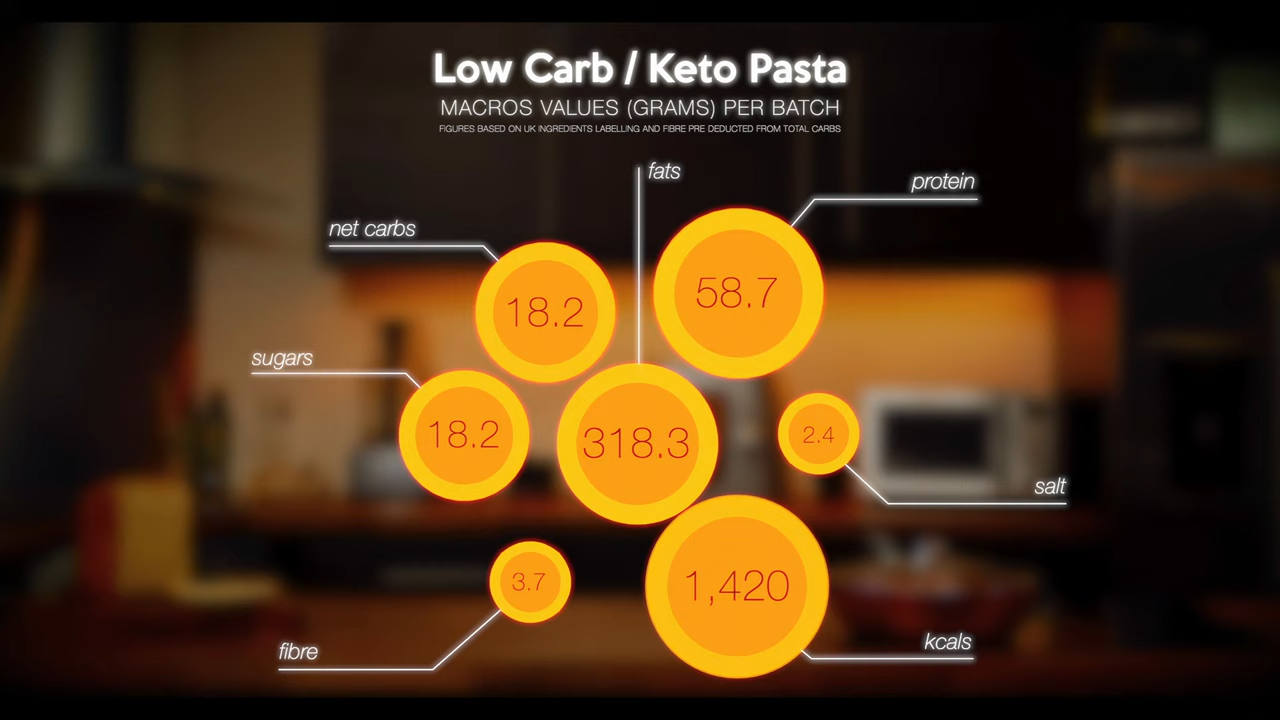 Low Carb / Keto Pasta
MACROS VALUES (GRAMS) PER BATCH
FIGURES BASED ON UK INGREDIENTS LABELLING AND FIBRE PRE DEDUCTED FROM TOTAL CARBS
fats
protein
net carbs
58.7
18.2
sugars
18.2
318.3
2.4
salt
3.7
1,420
kcals
fibre